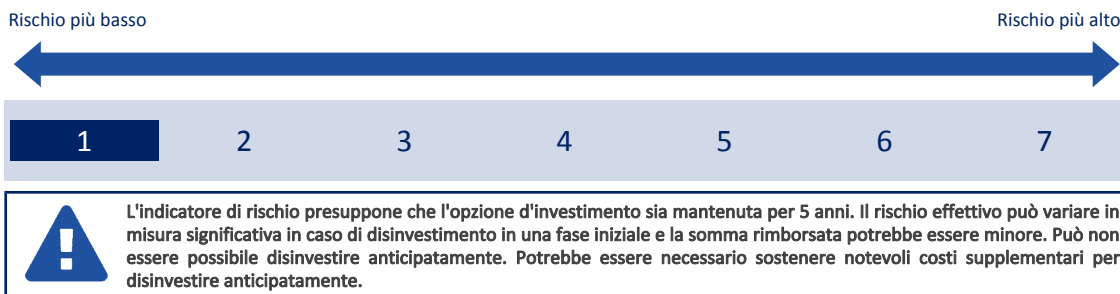 Rischio più basso
Rischio più alto
1 2 3 4 5 6 7
L'indicatore di rischio presuppone che l'opzione d'investimento sia mantenuta per 5 anni. Il rischio effettivo può variare in
misura significativa in caso di disinvestimento in una fase iniziale e la somma rimborsata potrebbe essere minore. Può non
essere possibile disinvestire anticipatamente. Potrebbe essere necessario sostenere notevoli costi supplementari per
disinvestire anticipatamente.